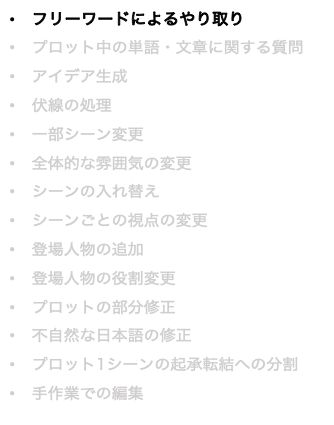 • フリーワードによるやり取り
• プロット中の単語・文章に関する質問
• アイデア生成
• 伏線の処理
• 一部シーン変更
• 全体的な雰囲気の変更
• シーンの入れ替え
• シーンごとの視点の変更
• 登場人物の追加
• 登場人物の役割変更
• プロットの部分修正
• 不自然な日本語の修正
• プロット1シーンの起承転結への分割
• 手作業での編集